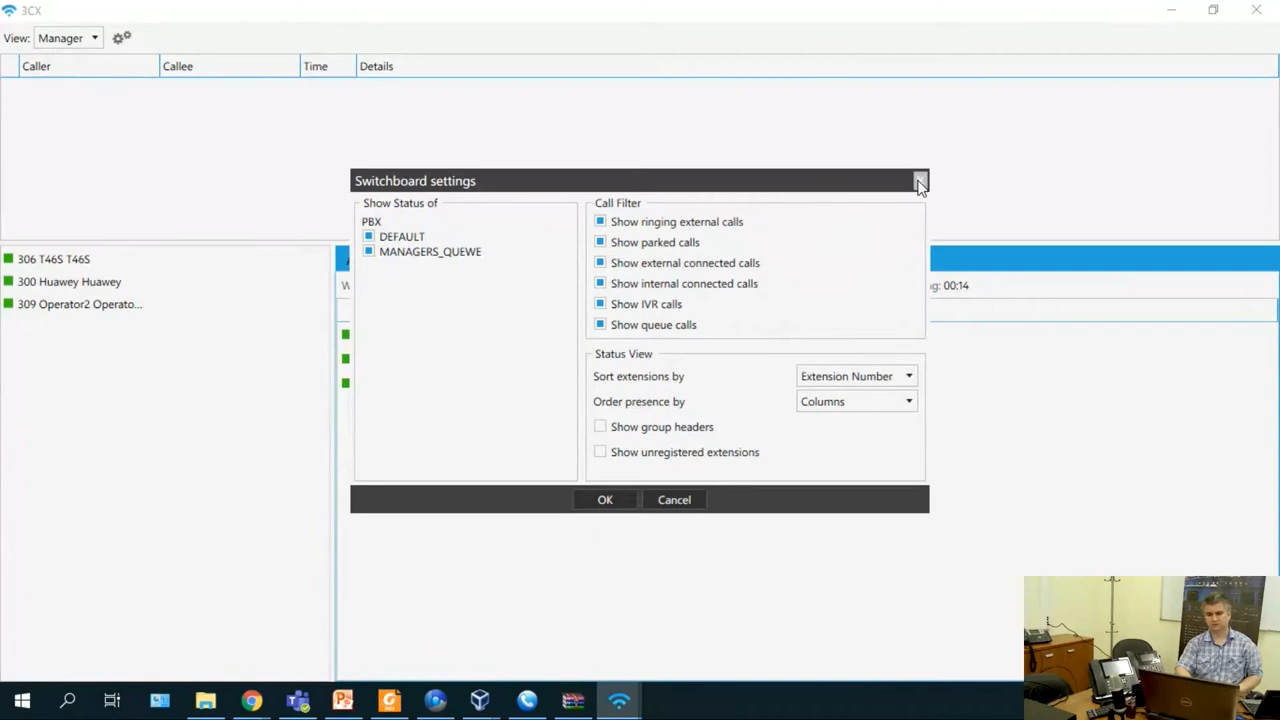 3CX
View: Manager
Caller Callee Time Details
Switchboard settings
Show Status of
PBX
DEFAULT
MANAGERS_QUEWE
Call Filter
Show ringing external calls
Show parked calls
Show external connected calls
Show internal connected calls
Show IVR calls
Show queue calls
Status View
Sort extensions by Extension Number
Order presence by Columns
Show group headers
Show unregistered extensions
OK Cancel
306 T46S T46S
300 Huawey Huawey
309 Operator2 Operato...
00:14